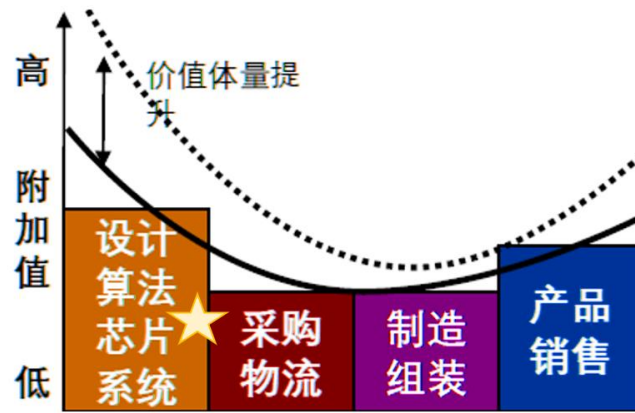 高
附
加
值
低
价值体量提
升
设计
算法
芯片
系统
采购
物流
制造
组装
产品
销售